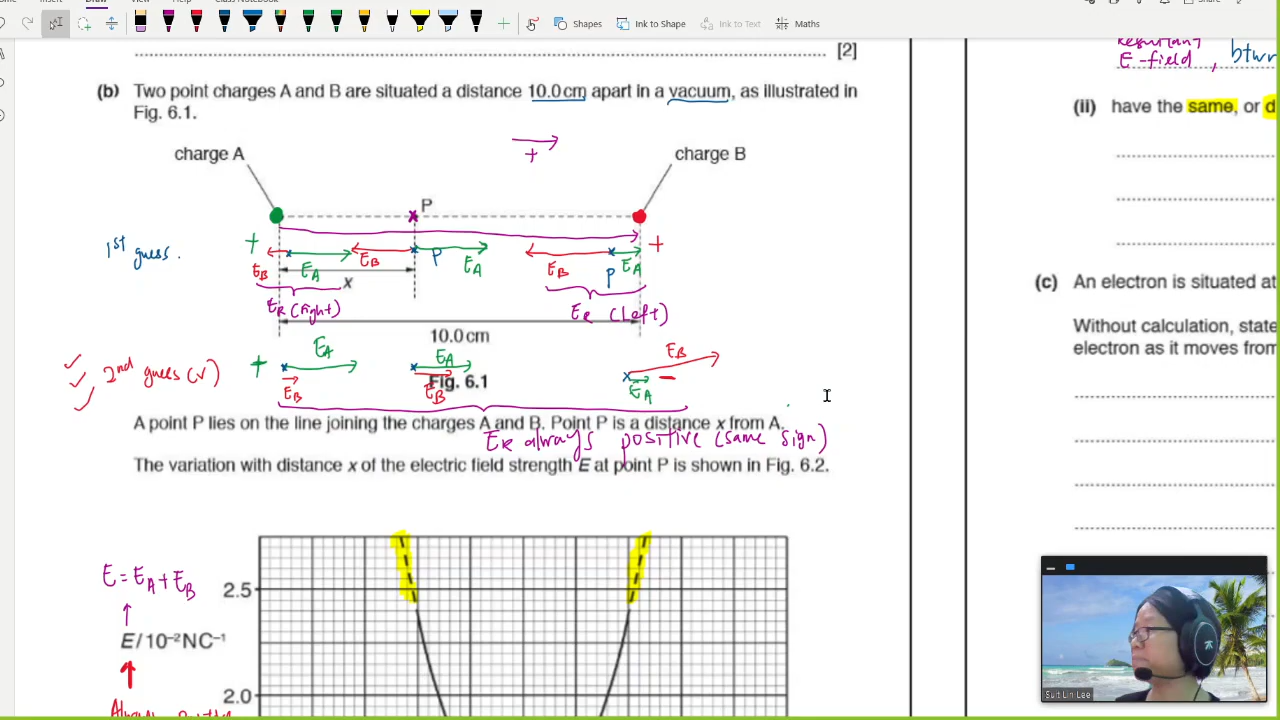 Draw
Class Notebook
Share
Shapes
Ink to Shape
Ink to Text
Maths
[2]
(b) Two point charges A and B are situated a distance 10.0 cm apart in a vacuum, as illustrated in
Fig. 6.1.
+
charge A
charge B
P
1st guess.
+
EB
EA
EB
P
EA
EB
P
EA
+
x
ER (right)
ER (Left)
10.0 cm
2nd guess (√)
+
EA
EB
EA
EB
EB
EA
−
Fig. 6.1
A point P lies on the line joining the charges A and B. Point P is a distance x from A.
ER always positive (same sign)
The variation with distance x of the electric field strength E at point P is shown in Fig. 6.2.
E = EA + EB
E/10⁻² N C⁻¹
2.5
2.0
resultant
E-field, btwn
(ii) have the same, or d
(c) An electron is situated at
Without calculation, state
electron as it moves from
Suit Lin Lee